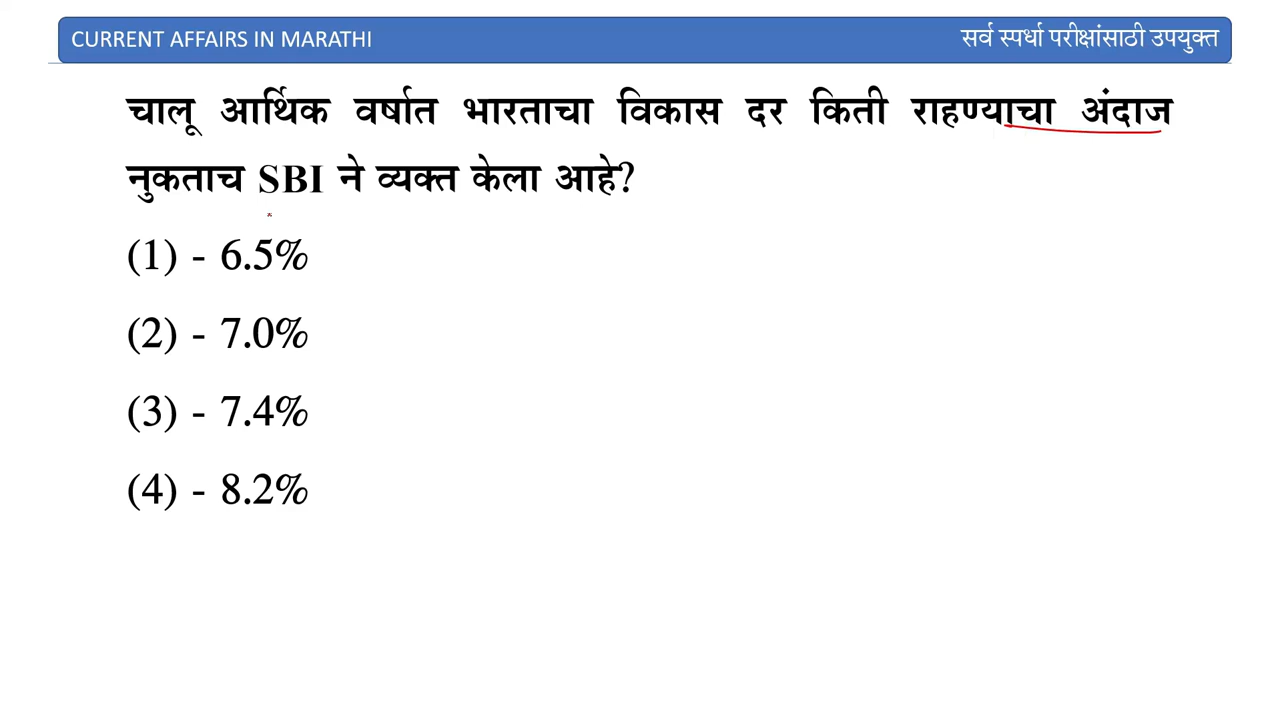 CURRENT AFFAIRS IN MARATHI
सर्व स्पर्धा परीक्षांसाठी उपयुक्त
चालू आर्थिक वर्षात भारताचा विकास दर किती राहण्याचा अंदाज
नुकताच SBI ने व्यक्त केला आहे?
(1) - 6.5%
(2) - 7.0%
(3) - 7.4%
(4) - 8.2%